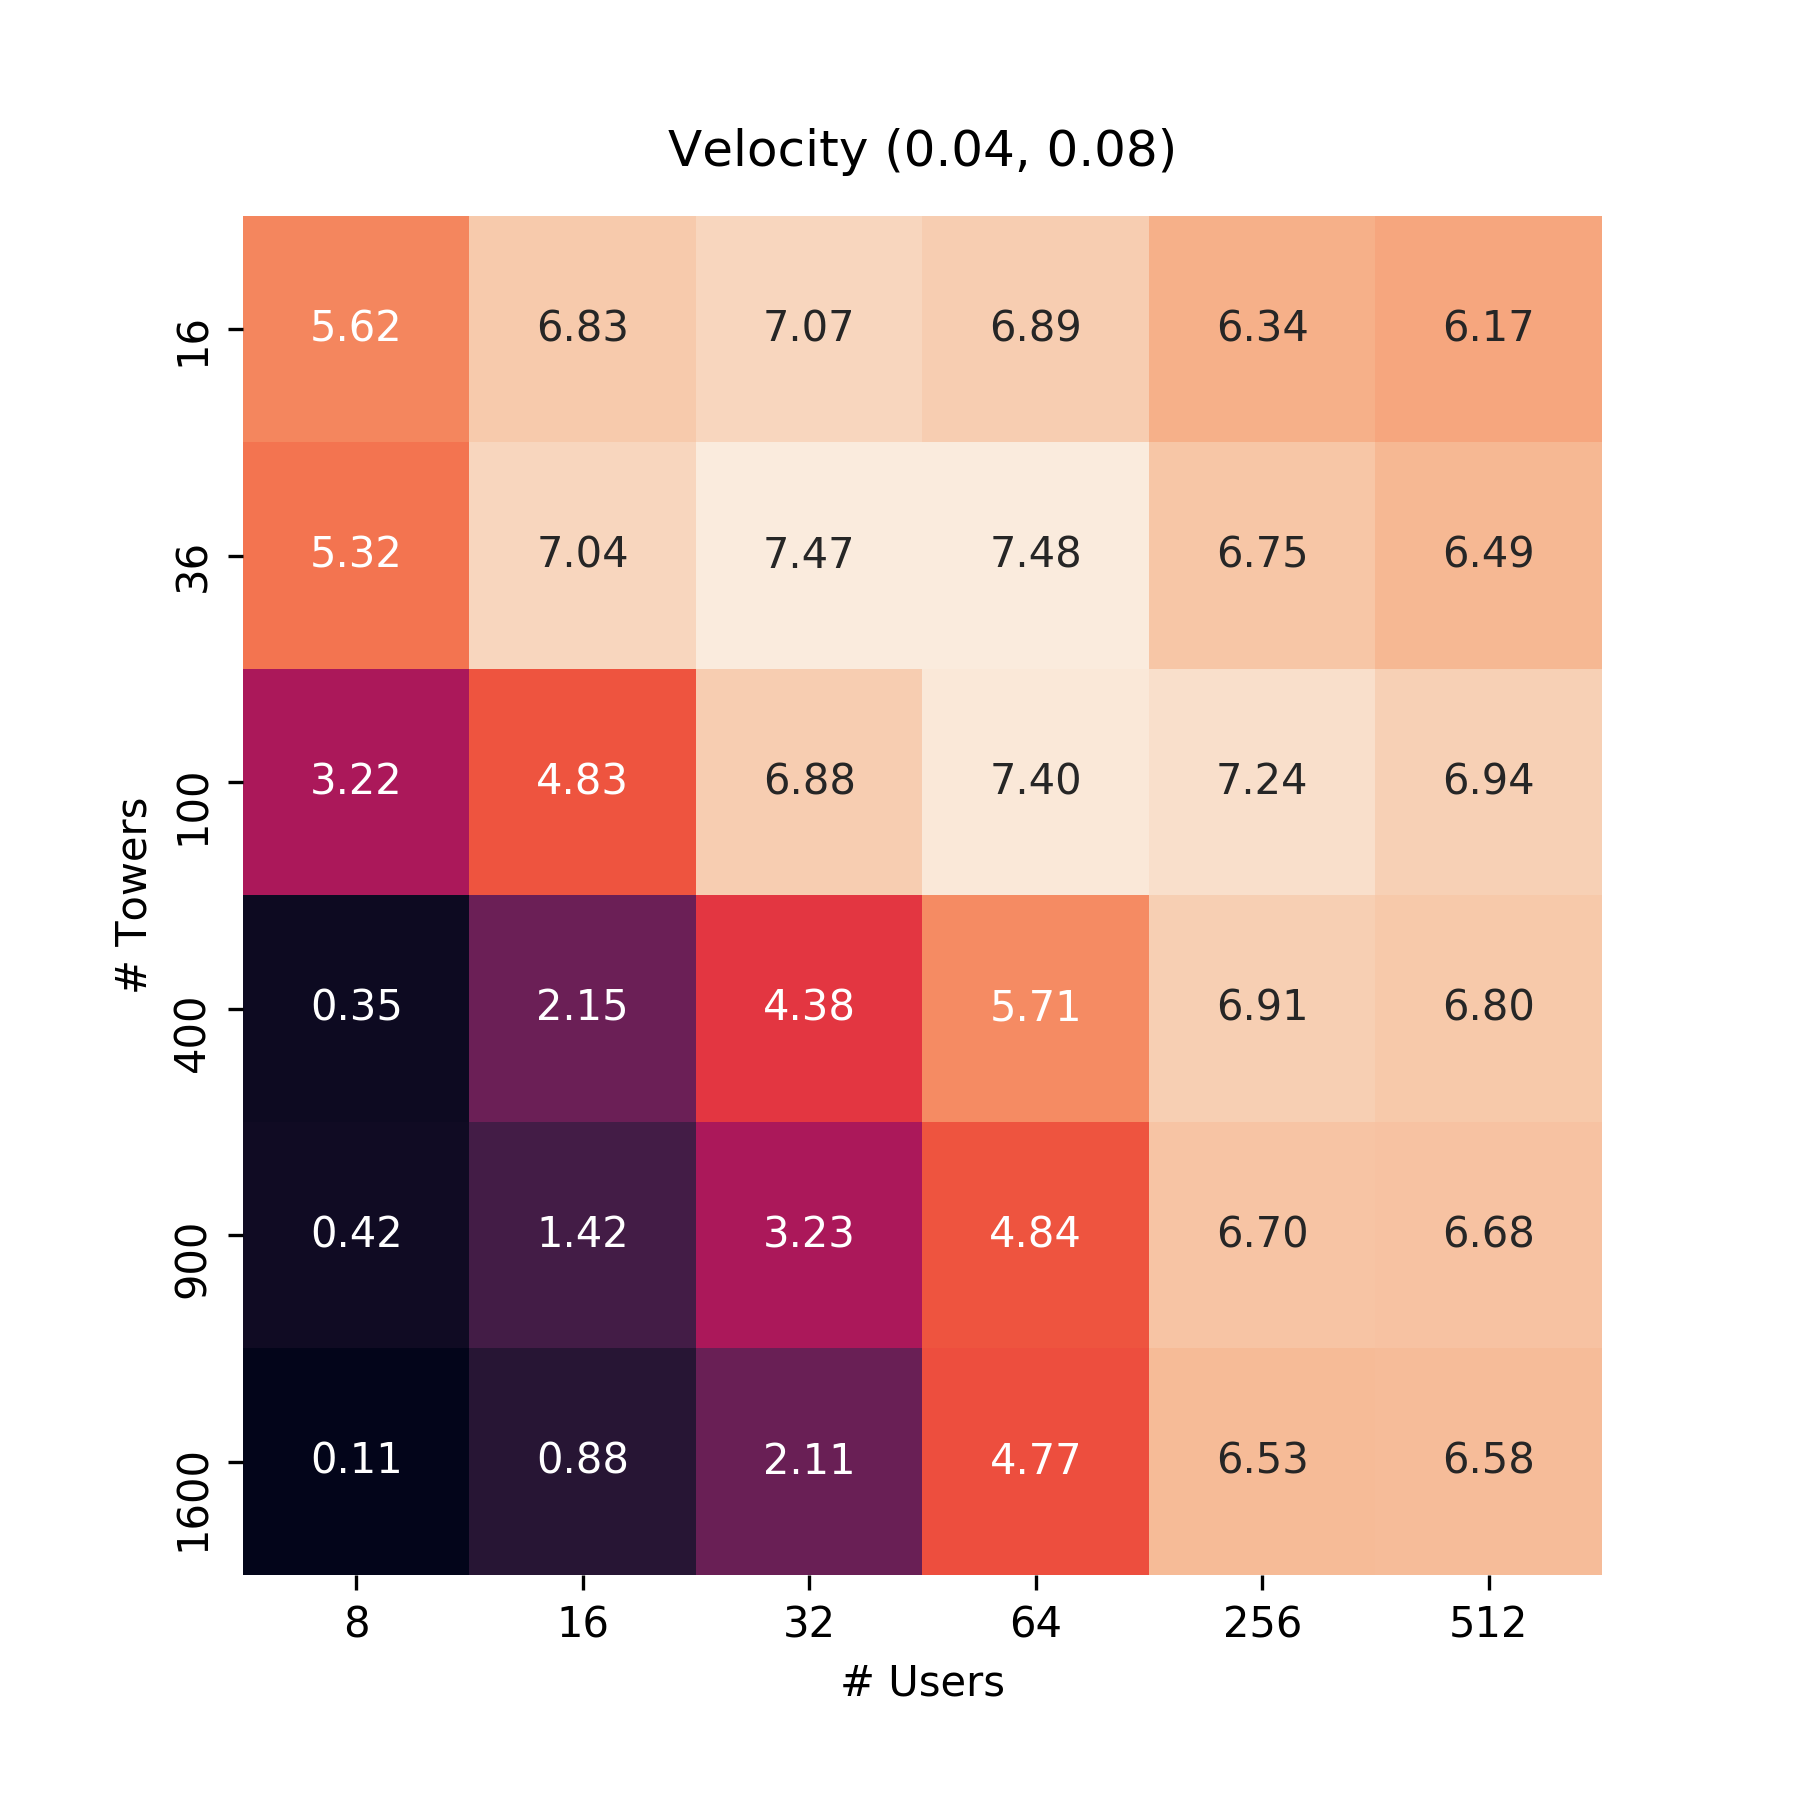 Velocity (0.04, 0.08)
16 5.62 6.83 7.07 6.89 6.34 6.17
36 5.32 7.04 7.47 7.48 6.75 6.49
100 3.22 4.83 6.88 7.40 7.24 6.94
# Towers
400 0.35 2.15 4.38 5.71 6.91 6.80
900 0.42 1.42 3.23 4.84 6.70 6.68
1600 0.11 0.88 2.11 4.77 6.53 6.58
8 16 32 64 256 512
# Users